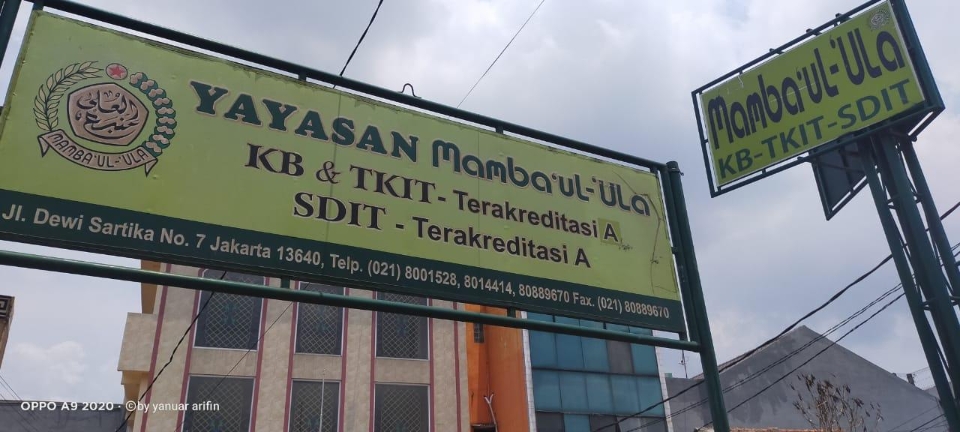 YAYASAN Mamba'ul-'Ula
KB & TKIT - Terakreditasi A
SDIT - Terakreditasi A
Jl. Dewi Sartika No. 7 Jakarta 13640, Telp. (021) 8001528, 8014414, 80889670 Fax. (021) 80889670
MAMBA'UL-'ULA
Mamba'ul-'Ula
KB-TKIT-SDIT
OPPO A9 2020 · ©by yanuar arifin